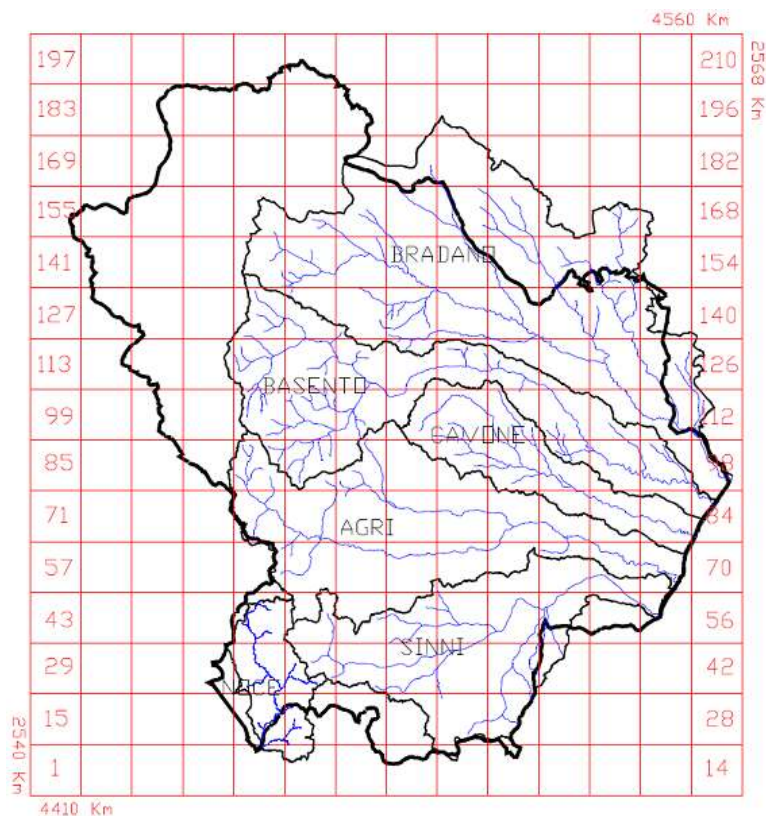 4560 Km
2568 Km
197 210
183 196
169 182
155 168
BRADANO
141 154
127 140
113 126
BASENTO
99 112
CAVONE
85 98
71 84
AGRI
57 70
43 56
SINNI
29 42
NOCE
15 28
2540 Km
1 14
4410 Km